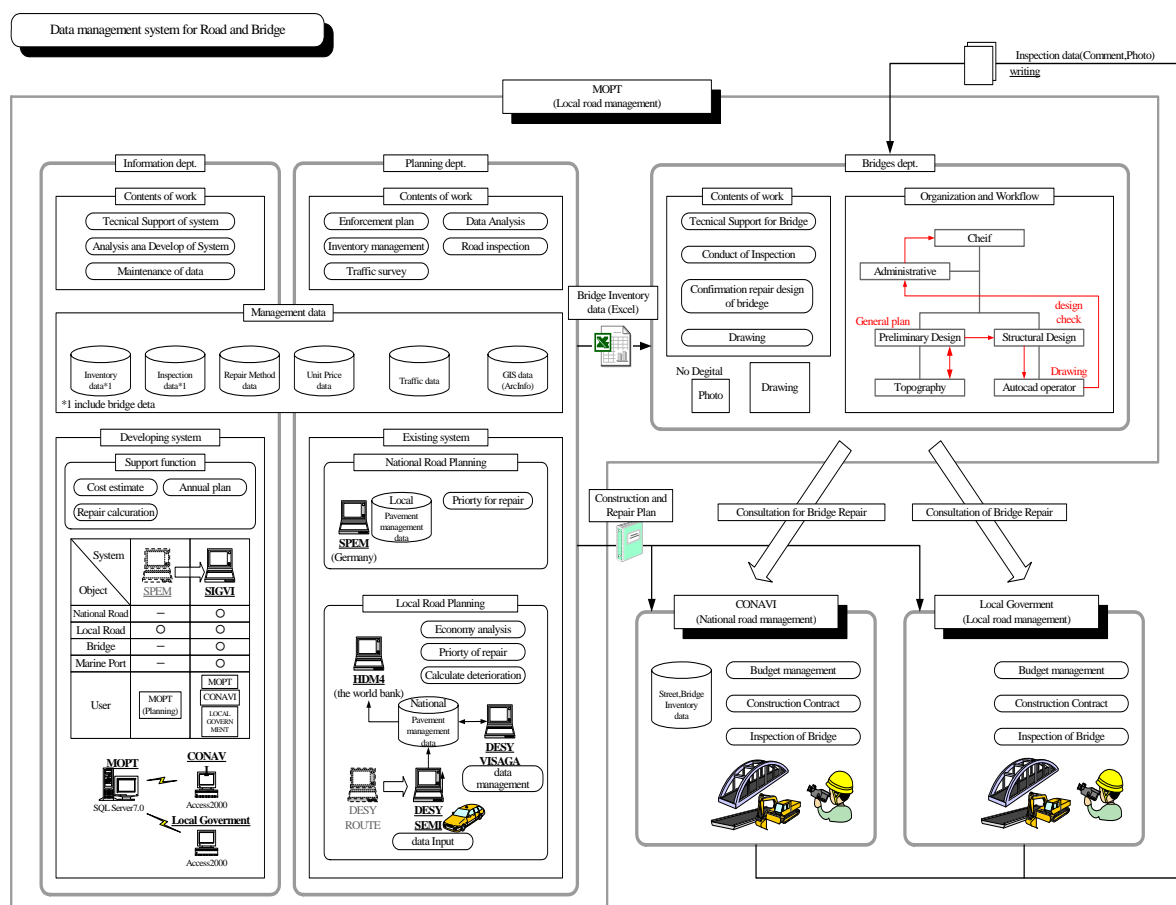 Data management system for Road and Bridge
Inspection data(Comment,Photo)
writing
MOPT
(Local road management)
Information dept.
Contents of work
Tecnical Support of system
Analysis ana Develop of System
Maintenance of data
Planning dept.
Contents of work
Enforcement plan
Data Analysis
Inventory management
Road inspection
Traffic survey
Management data
Inventory
data*1
Inspection
data*1
Repair Method
data
Unit Price
data
Traffic data
GIS data
(ArcInfo)
*1 include bridge deta
Bridge Inventory
data (Excel)
Bridges dept.
Contents of work
Tecnical Support for Bridge
Conduct of Inspection
Confirmation repair design
of bridege
Drawing
No Degital
Photo
Drawing
Organization and Workflow
Cheif
Administrative
design
check
General plan
Preliminary Design
Structural Design
Drawing
Topography
Autocad operator
Developing system
Support function
Cost estimate
Annual plan
Repair calcuration
System
Object
SPEM
SIGVI
National Road
–
○
Local Road
○
○
Bridge
–
○
Marine Port
–
○
User
MOPT
(Planning)
MOPT
CONAVI
LOCAL
GOVERN
MENT
MOPT
SQL Server7.0
CONAV
I
Access2000
Local Goverment
Access2000
Existing system
National Road Planning
Local
Pavement
management
data
Priorty for repair
SPEM
(Germany)
Local Road Planning
Economy analysis
Priorty of repair
Calculate deterioration
HDM4
(the world bank)
National
Pavement
management
data
DESY
VISAGA
data
management
DESY
ROUTE
DESY
SEMI
data Input
Construction and
Repair Plan
Consultation for Bridge Repair
Consultation of Bridge Repair
CONAVI
(National road management)
Street,Bridge
Inventory
data
Budget management
Construction Contract
Inspection of Bridge
Local Goverment
(Local road management)
Budget management
Construction Contract
Inspection of Bridge